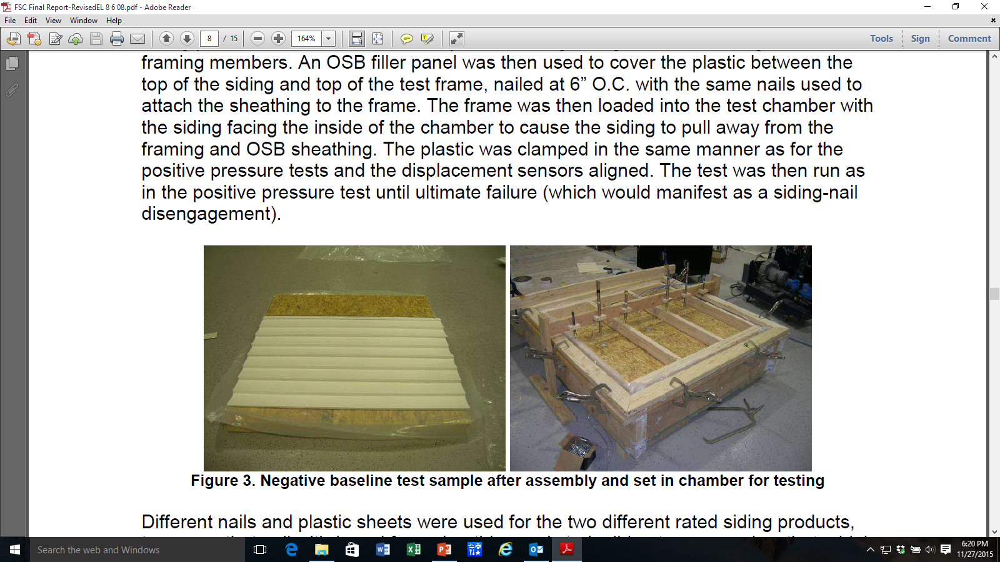 FSC Final Report-RevisedEL 8 6 08.pdf - Adobe Reader
File Edit View Window Help
8 / 15 164% Tools Sign Comment
framing members. An OSB filler panel was then used to cover the plastic between the
top of the siding and top of the test frame, nailed at 6” O.C. with the same nails used to
attach the sheathing to the frame. The frame was then loaded into the test chamber with
the siding facing the inside of the chamber to cause the siding to pull away from the
framing and OSB sheathing. The plastic was clamped in the same manner as for the
positive pressure tests and the displacement sensors aligned. The test was then run as
in the positive pressure test until ultimate failure (which would manifest as a siding-nail
disengagement).
Figure 3. Negative baseline test sample after assembly and set in chamber for testing
Different nails and plastic sheets were used for the two different rated siding products,
Search the web and Windows
6:20 PM
11/27/2015